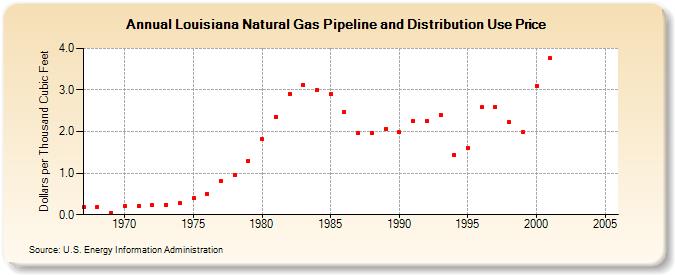 Annual Louisiana Natural Gas Pipeline and Distribution Use Price
Dollars per Thousand Cubic Feet
4.0
3.0
2.0
1.0
0.0
1970 1975 1980 1985 1990 1995 2000 2005
Source: U.S. Energy Information Administration